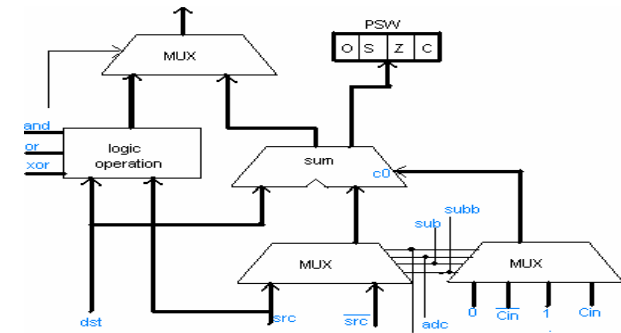 PSW
O S Z C
MUX
and
or
xor
logic
operation
sum
c0
sub
subb
MUX
MUX
dst
src
src
adc
0
Cin
1
Cin